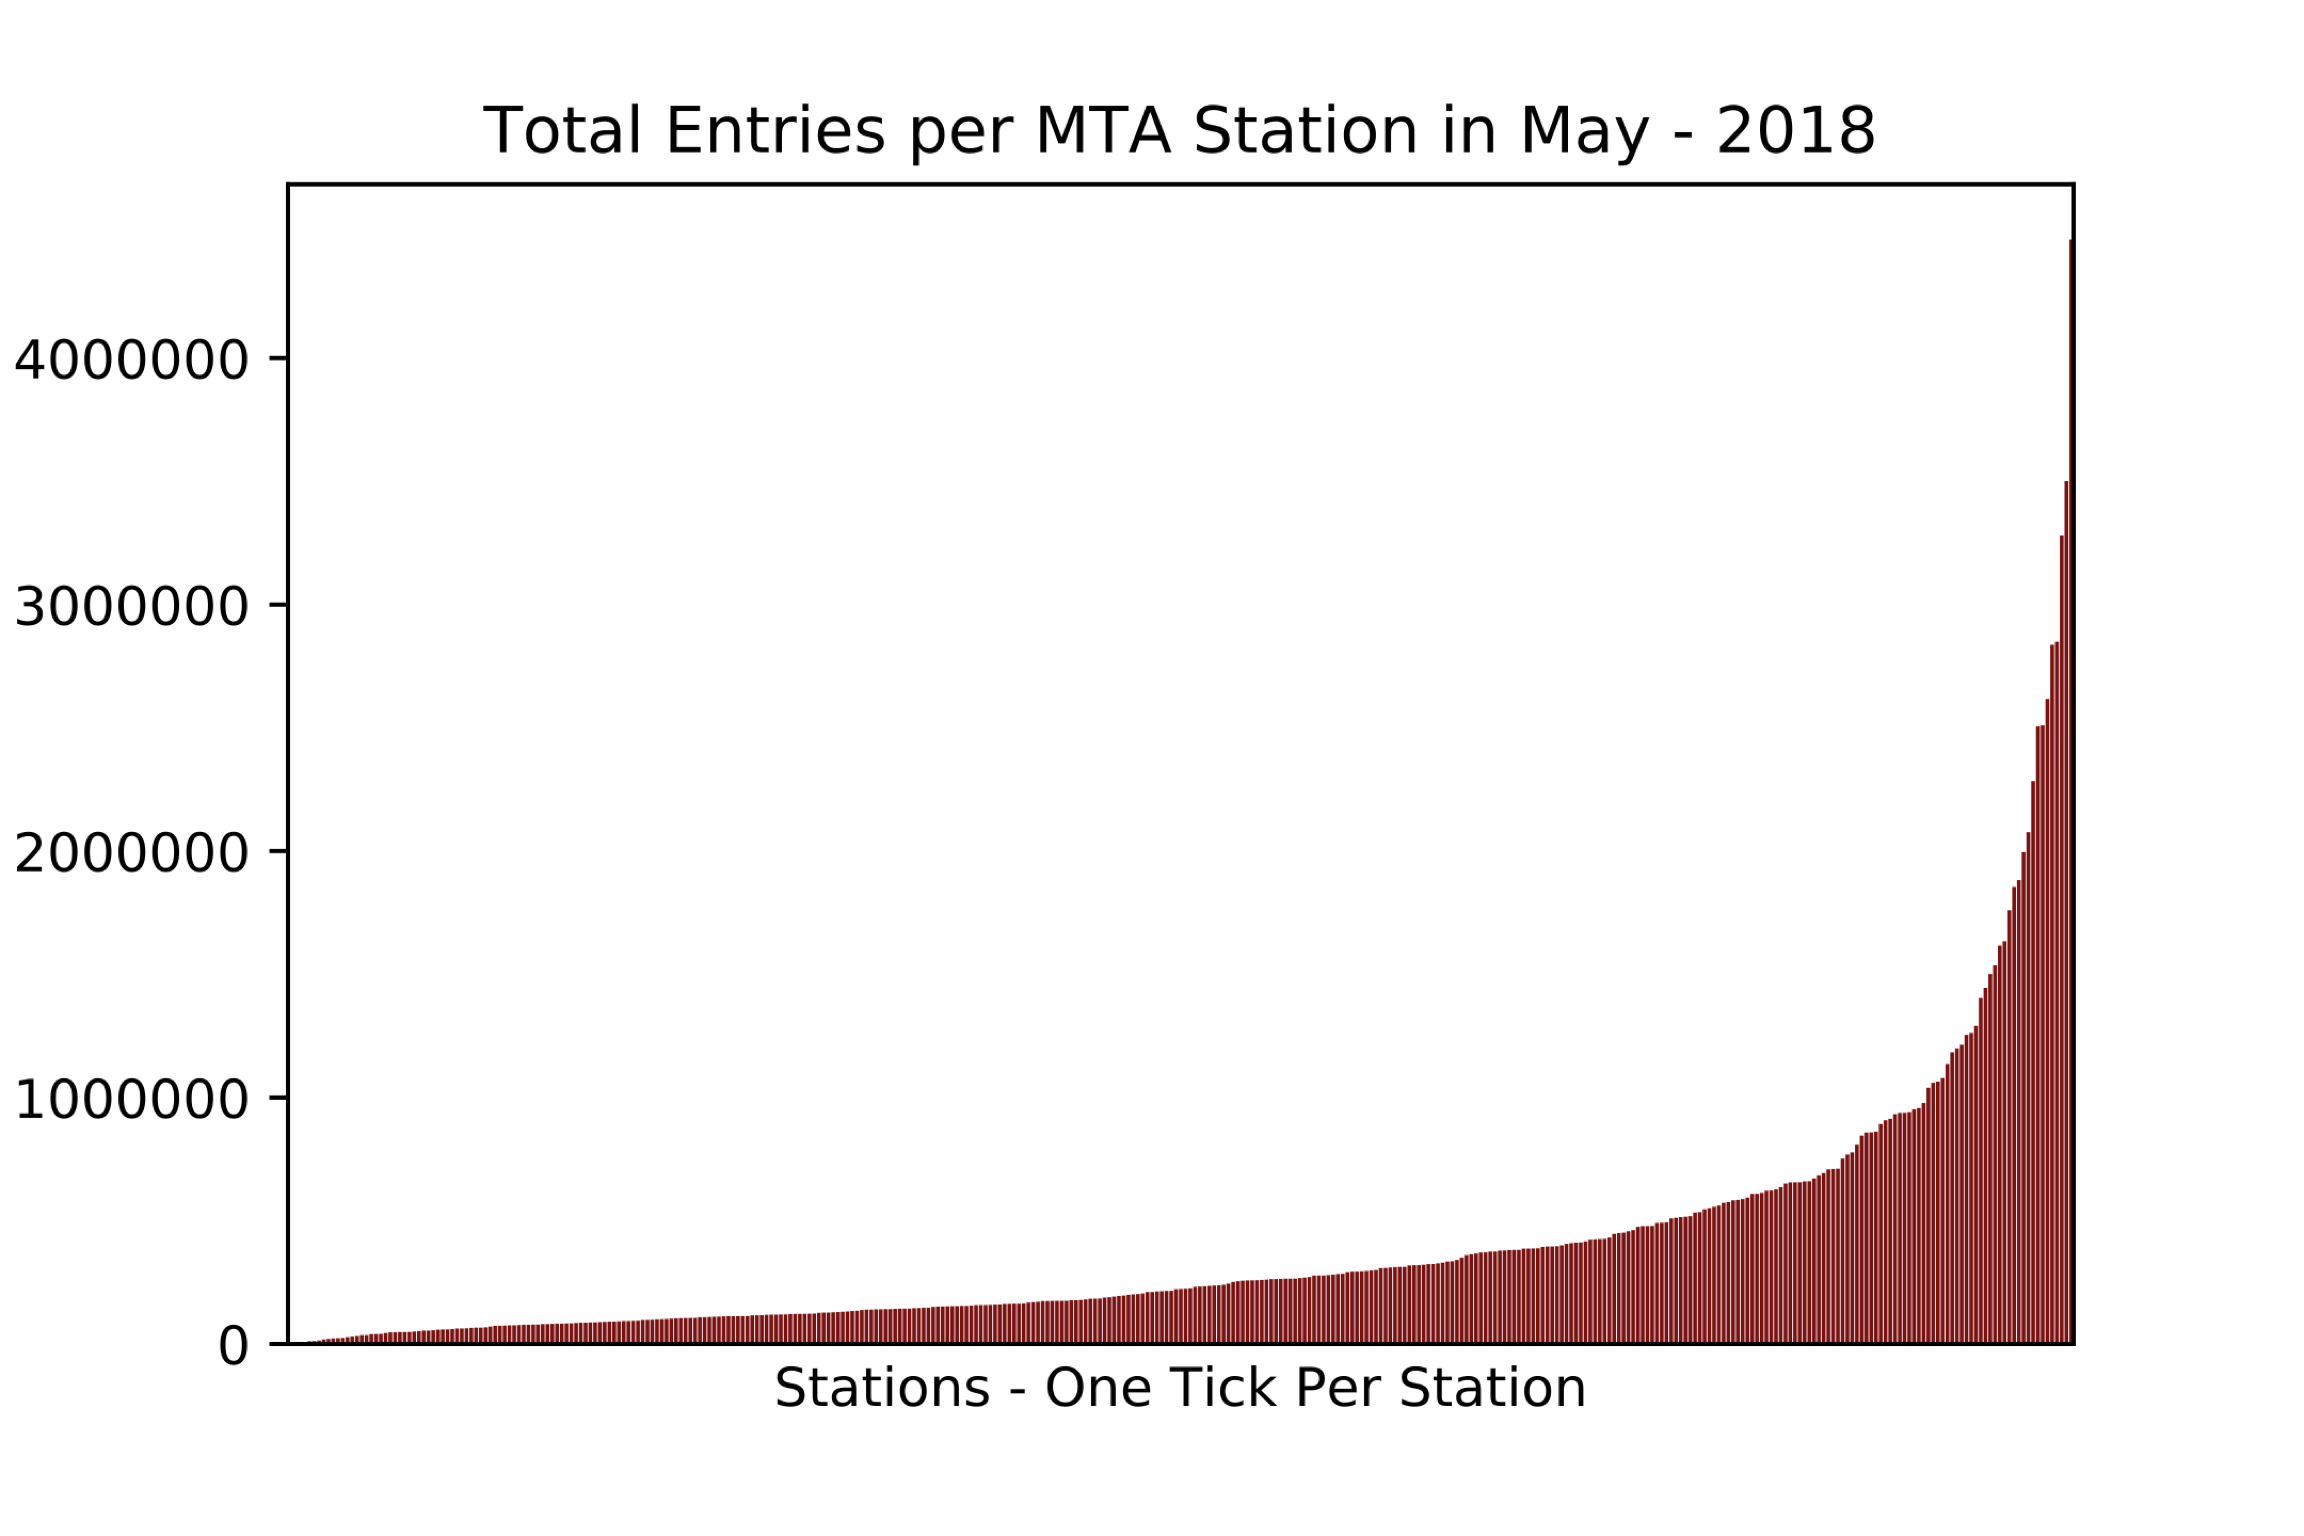 Total Entries per MTA Station in May - 2018
4000000
3000000
2000000
1000000
0
Stations - One Tick Per Station